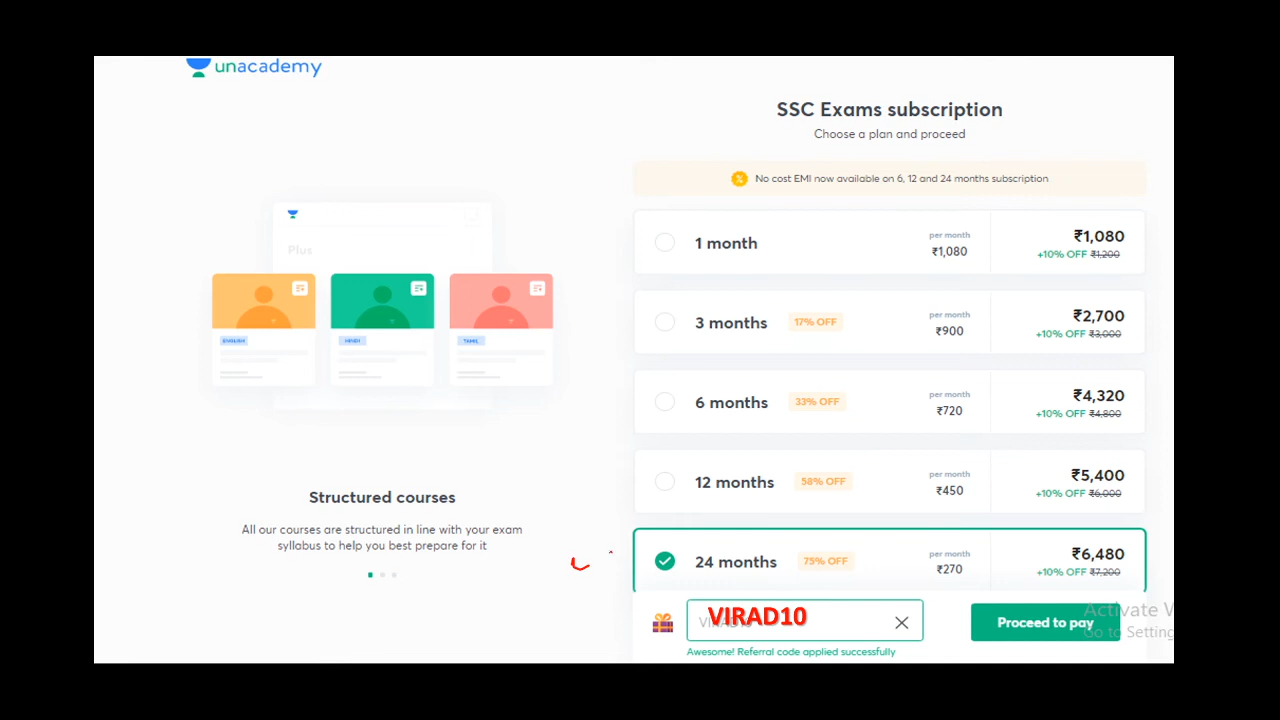 unacademy
SSC Exams subscription
Choose a plan and proceed
No cost EMI now available on 6, 12 and 24 months subscription
Plus
ENGLISH
HINDI
TAMIL
Structured courses
All our courses are structured in line with your exam
syllabus to help you best prepare for it
1 month
per month
₹1,080
₹1,080
+10% OFF ₹1,200
3 months 17% OFF
per month
₹900
₹2,700
+10% OFF ₹3,000
6 months 33% OFF
per month
₹720
₹4,320
+10% OFF ₹4,800
12 months 58% OFF
per month
₹450
₹5,400
+10% OFF ₹6,000
24 months 75% OFF
per month
₹270
₹6,480
+10% OFF ₹7,200
VIRAD10
Awesome! Referral code applied successfully
Proceed to pay
Activate
Go to Setting